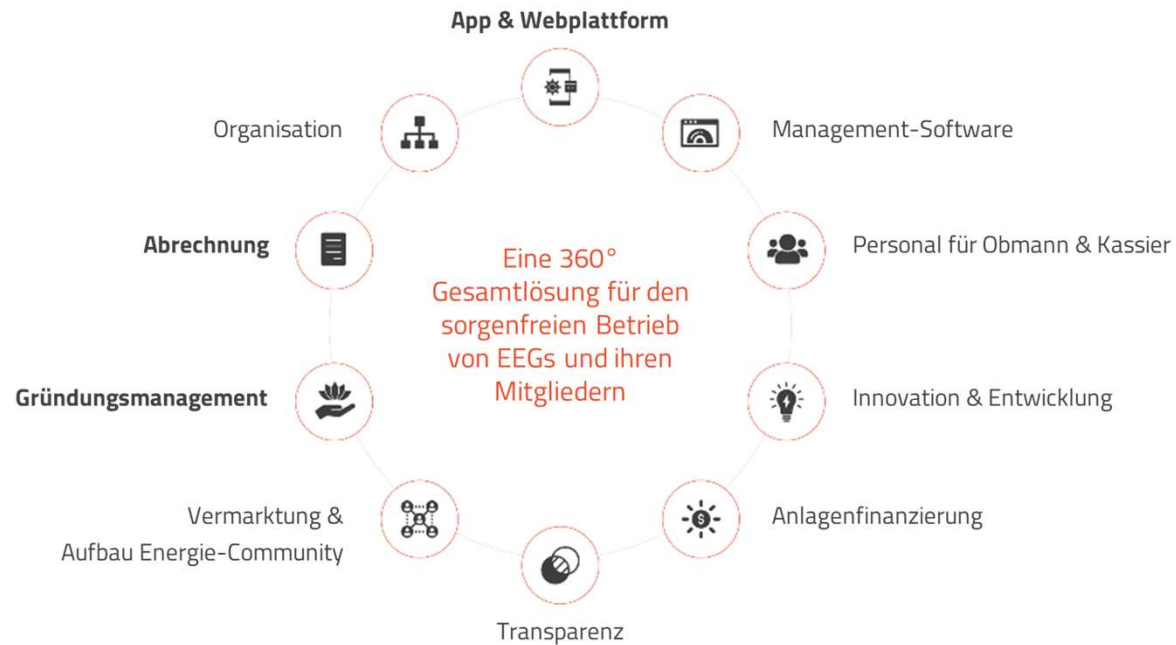 App & Webplattform
Organisation
Management-Software
Abrechnung
Personal für Obmann & Kassier
Eine 360°
Gesamtlösung für den
sorgenfreien Betrieb
von EEGs und ihren
Mitgliedern
Gründungsmanagement
Innovation & Entwicklung
Vermarktung &
Aufbau Energie-Community
Anlagenfinanzierung
Transparenz